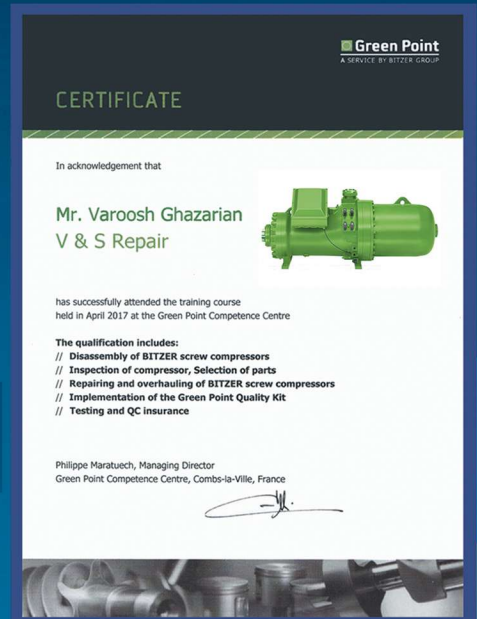 Green Point
A SERVICE BY BITZER GROUP
CERTIFICATE
In acknowledgement that
Mr. Varoosh Ghazarian
V & S Repair
has successfully attended the training course
held in April 2017 at the Green Point Competence Centre
The qualification includes:
// Disassembly of BITZER screw compressors
// Inspection of compressor, Selection of parts
// Repairing and overhauling of BITZER screw compressors
// Implementation of the Green Point Quality Kit
// Testing and QC insurance
Philippe Maratuech, Managing Director
Green Point Competence Centre, Combs-la-Ville, France